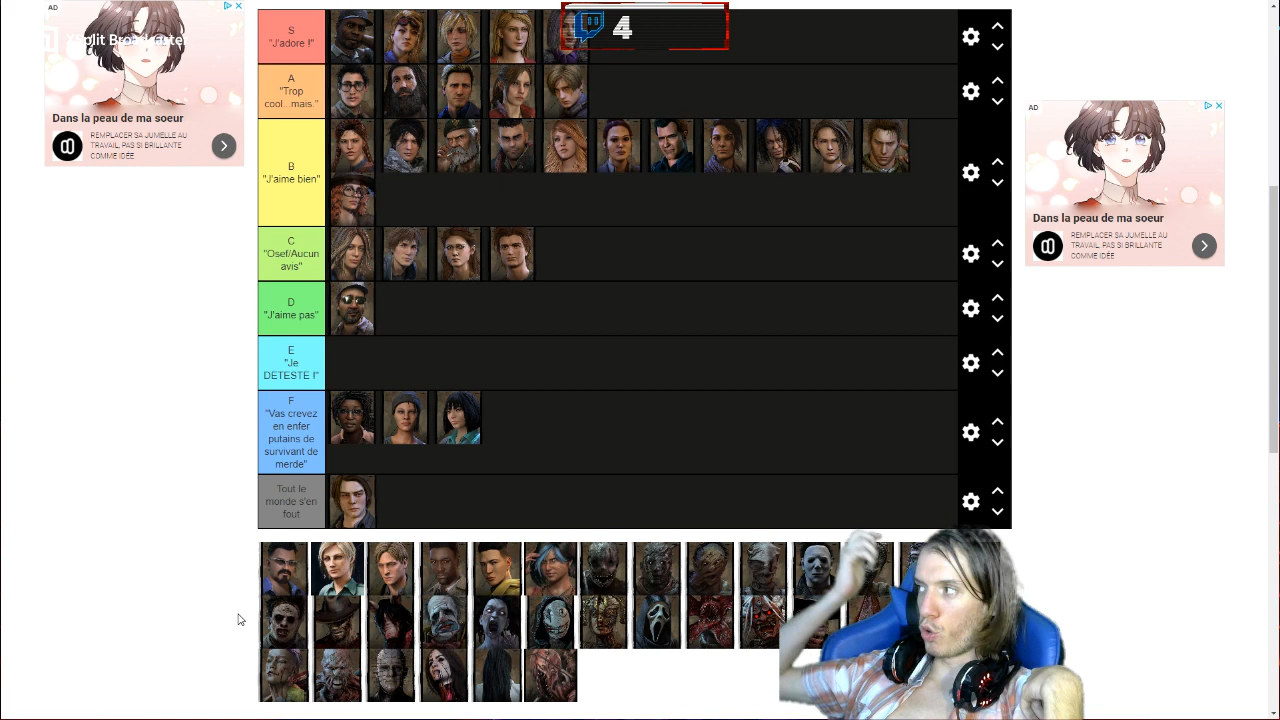 AD
XSplit Broadcaster
Dans la peau de ma soeur
REMPLACER SA JUMELLE AU
TRAVAIL, PAS SI BRILLANTE
COMME IDÉE
S
"J'adore !"
4
A
"Trop
cool...mais."
B
"J'aime bien"
C
"Osef/Aucun
avis"
D
"J'aime pas"
E
"Je
DETESTE !"
F
"Vas crevez
en enfer
putains de
survivant de
merde"
Tout le
monde s'en
fout
AD
Dans la peau de ma soeur
REMPLACER SA JUMELLE AU
TRAVAIL, PAS SI BRILLANTE
COMME IDÉE